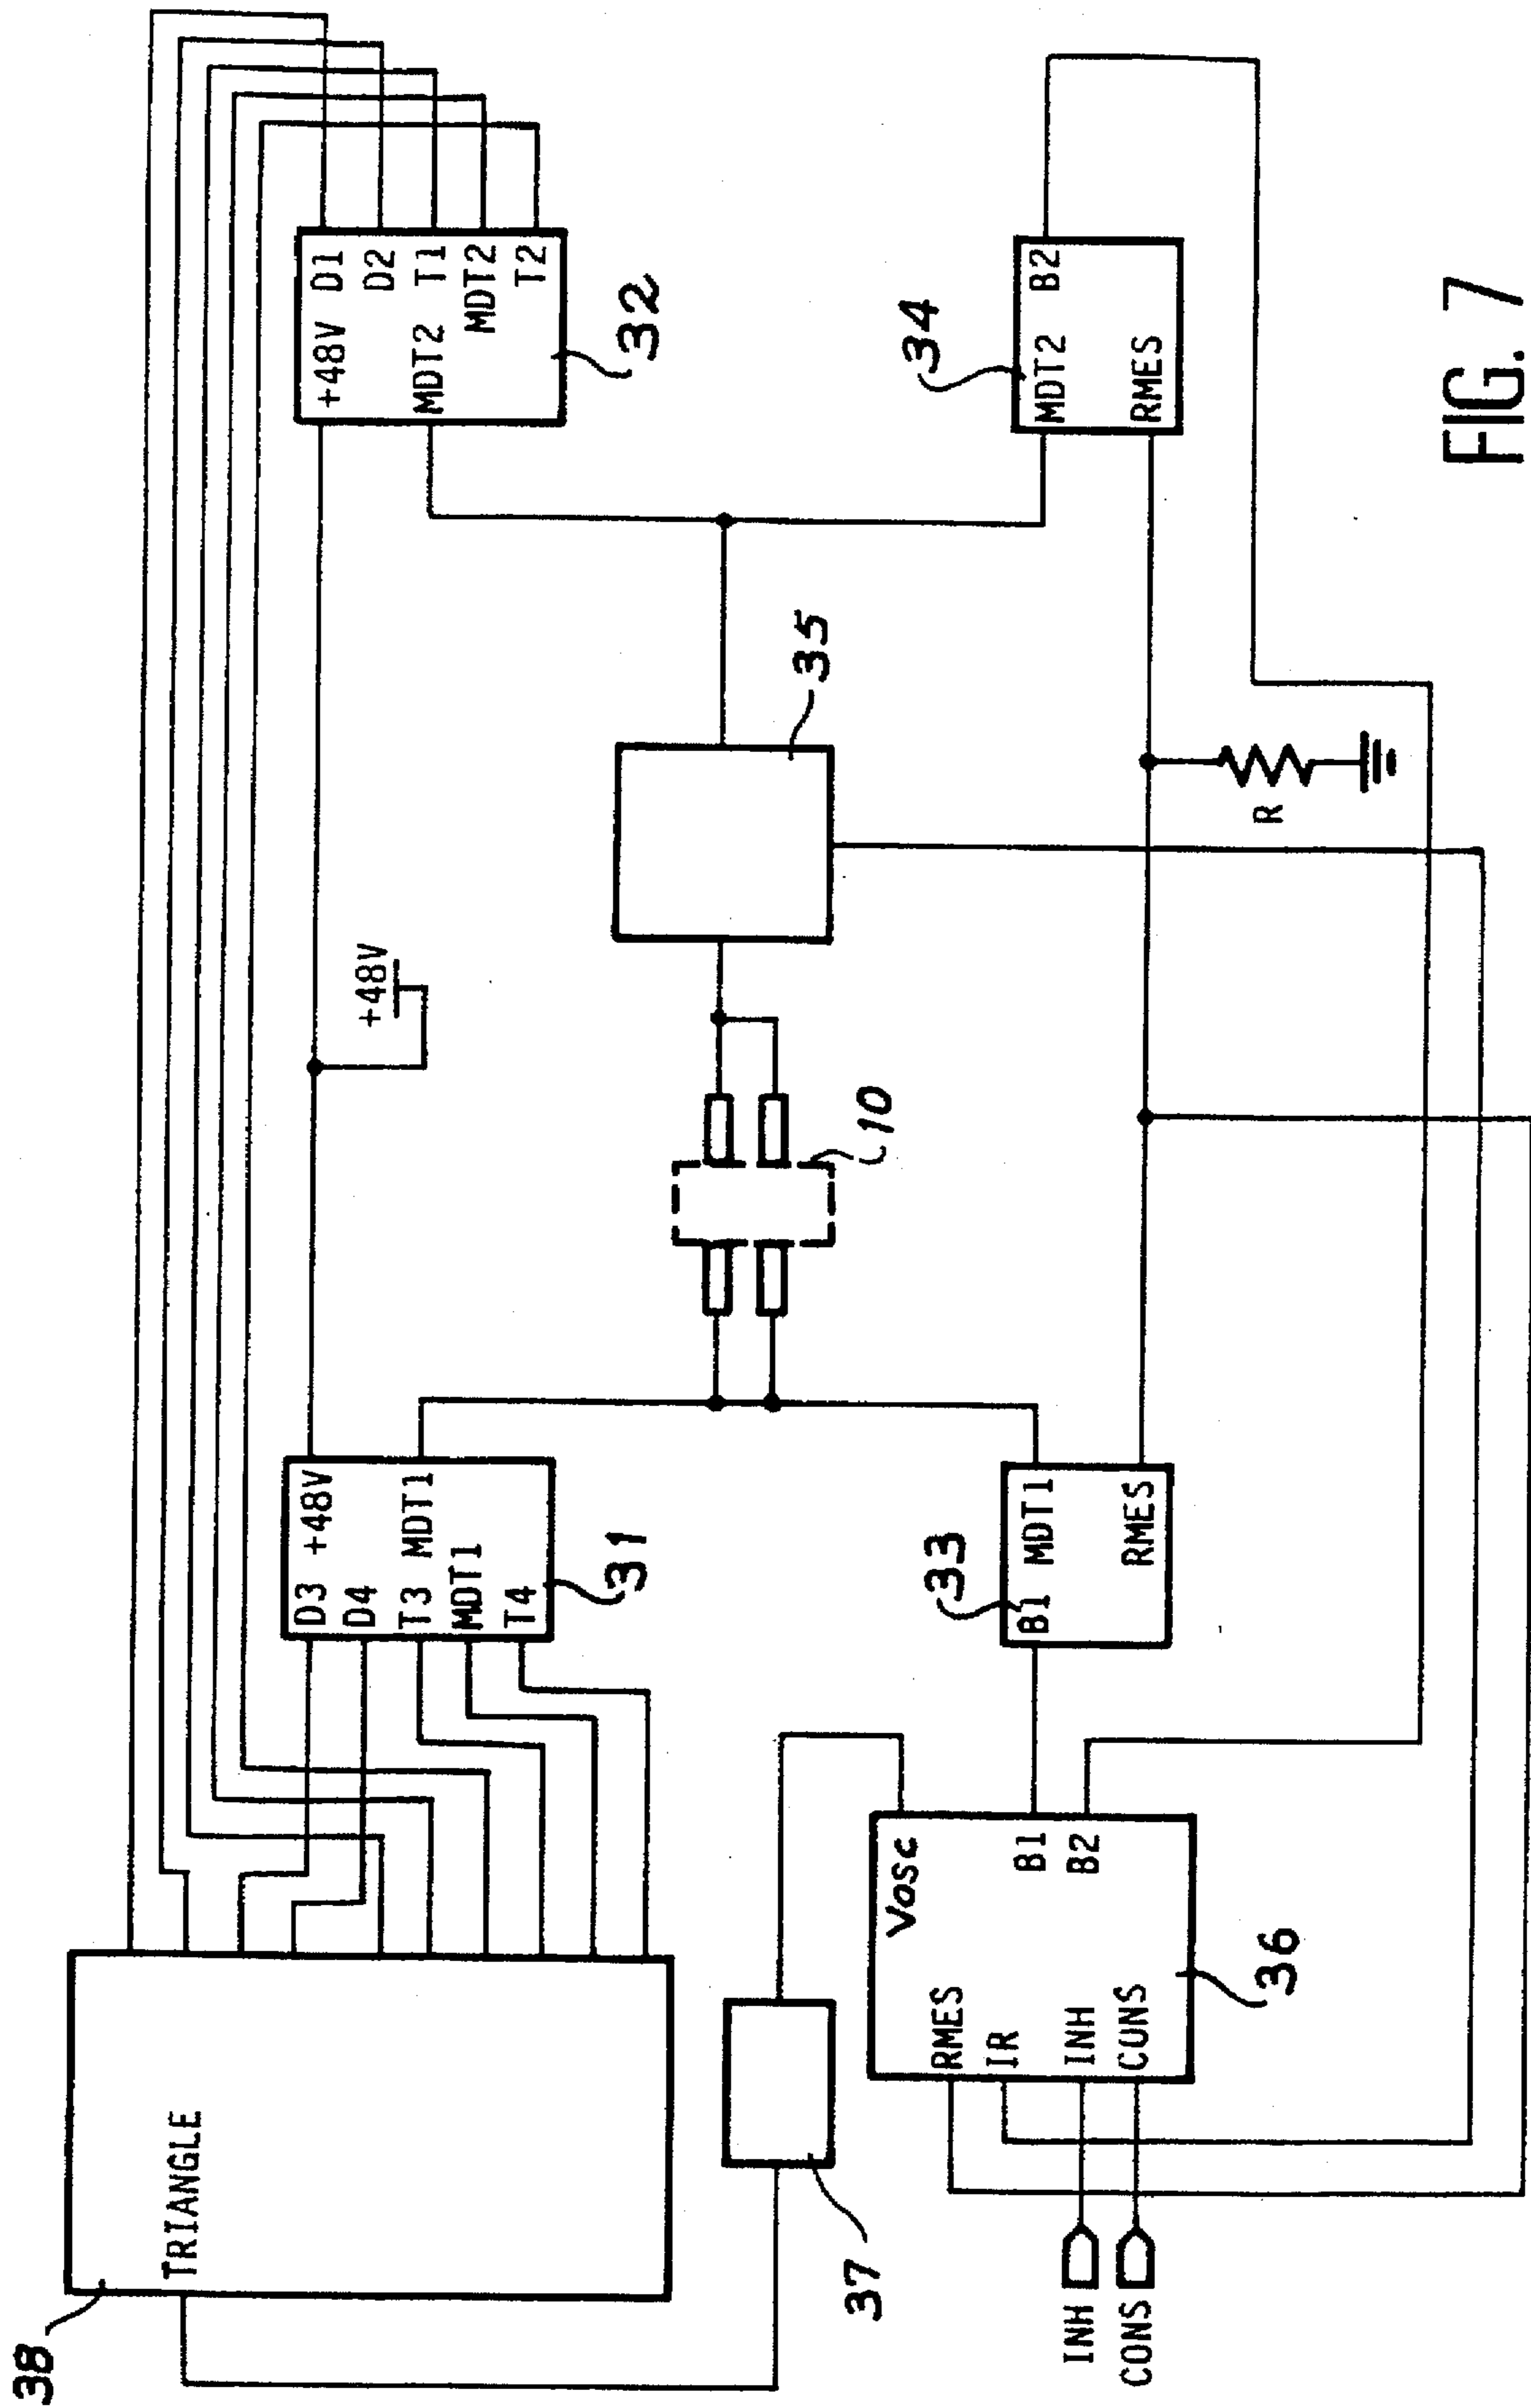 38
TRIANGLE
D3 +48V
D4
T3 MDT1
MDT1
T4
31
+48V
+48V D1
D2
MDT2 T1
MDT2
T2
32
10
35
37
Vosc
RMES
IR
B1
INH
B2
CONS
36
INH
CONS
33
B1 MDT1
RMES
34
MDT2 B2
RMES
R
FIG. 7